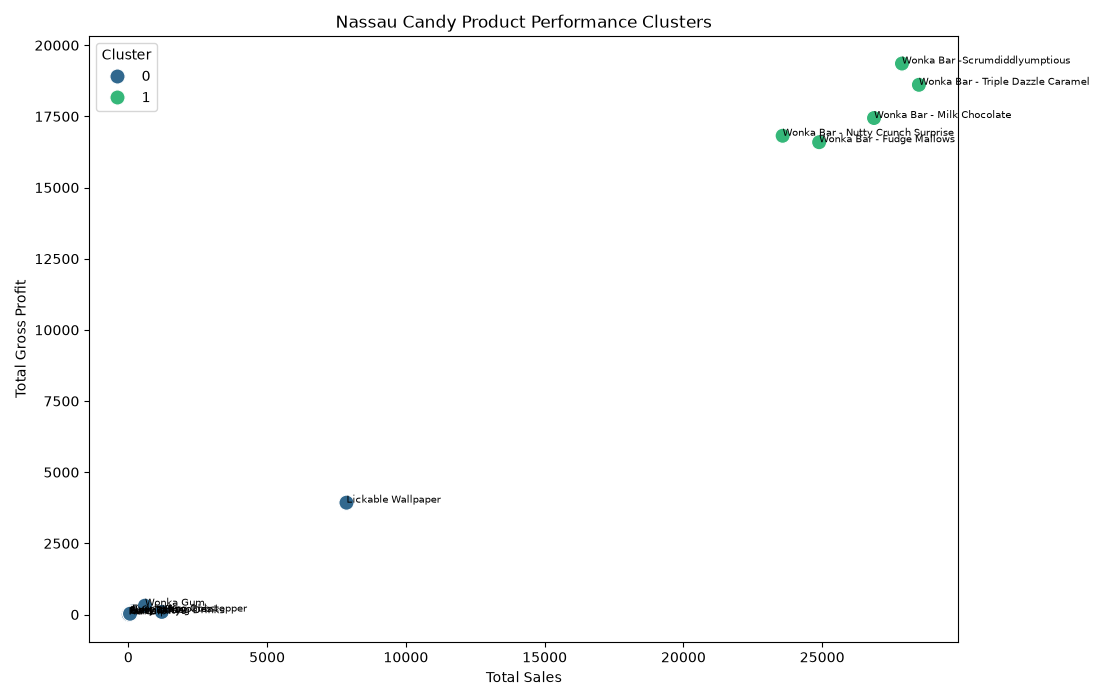 Nassau Candy Product Performance Clusters
Cluster
0
1
20000
17500
15000
12500
10000
7500
5000
2500
0
Total Gross Profit
Wonka Bar -Scrumdiddlyumptious
Wonka Bar - Triple Dazzle Caramel
Wonka Bar - Milk Chocolate
Wonka Bar - Nutty Crunch Surprise
Wonka Bar - Fudge Mallows
Lickable Wallpaper
Wonka Gum
0
5000
10000
15000
20000
25000
Total Sales